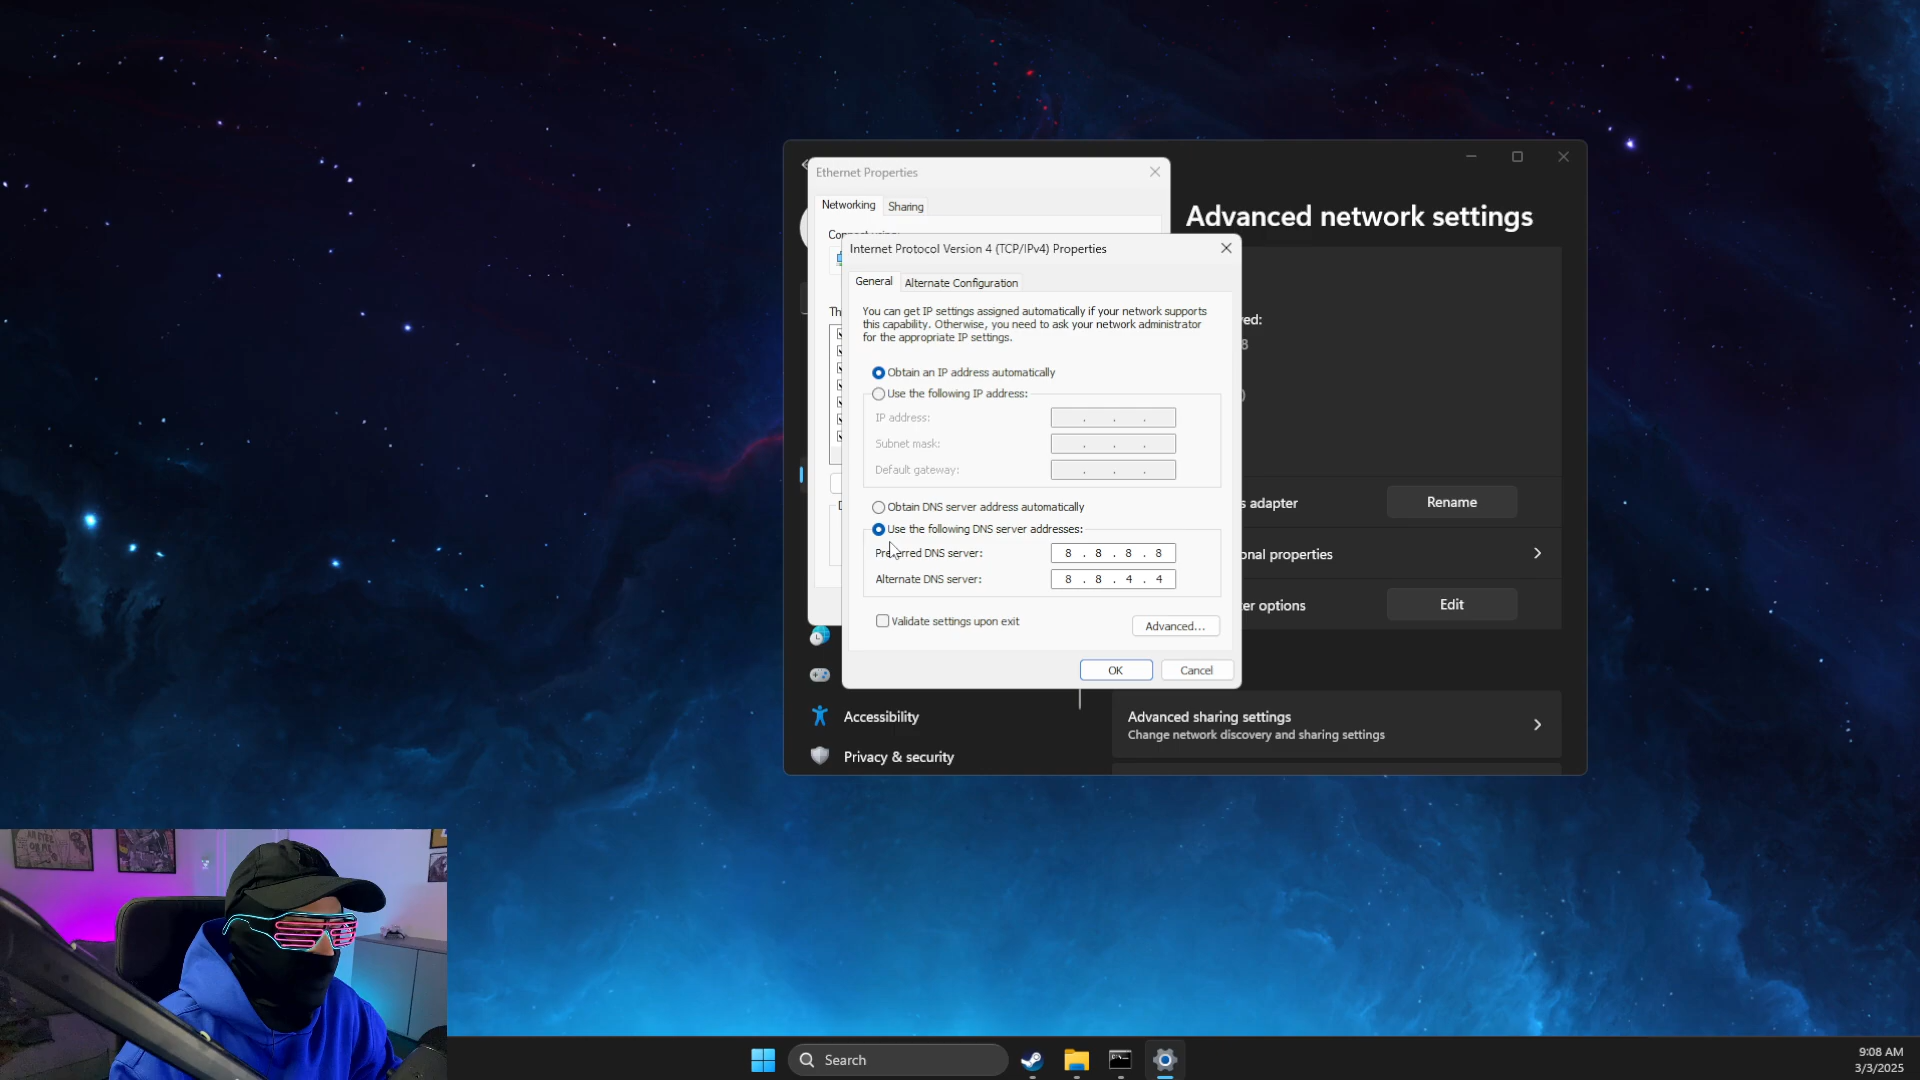 Ethernet Properties
Networking
Sharing
Advanced network settings
Internet Protocol Version 4 (TCP/IPv4) Properties
General
Alternate Configuration
You can get IP settings assigned automatically if your network supports
this capability. Otherwise, you need to ask your network administrator
for the appropriate IP settings.
Obtain an IP address automatically
Use the following IP address:
IP address:
. . .
Subnet mask:
. . .
Default gateway:
. . .
Obtain DNS server address automatically
Use the following DNS server addresses:
Preferred DNS server:
8 . 8 . 8 . 8
Alternate DNS server:
8 . 8 . 4 . 4
Validate settings upon exit
Advanced...
OK
Cancel
ed:
8
)
s adapter
Rename
onal properties
er options
Edit
Accessibility
Privacy & security
Advanced sharing settings
Change network discovery and sharing settings
Search
9:08 AM
3/3/2025